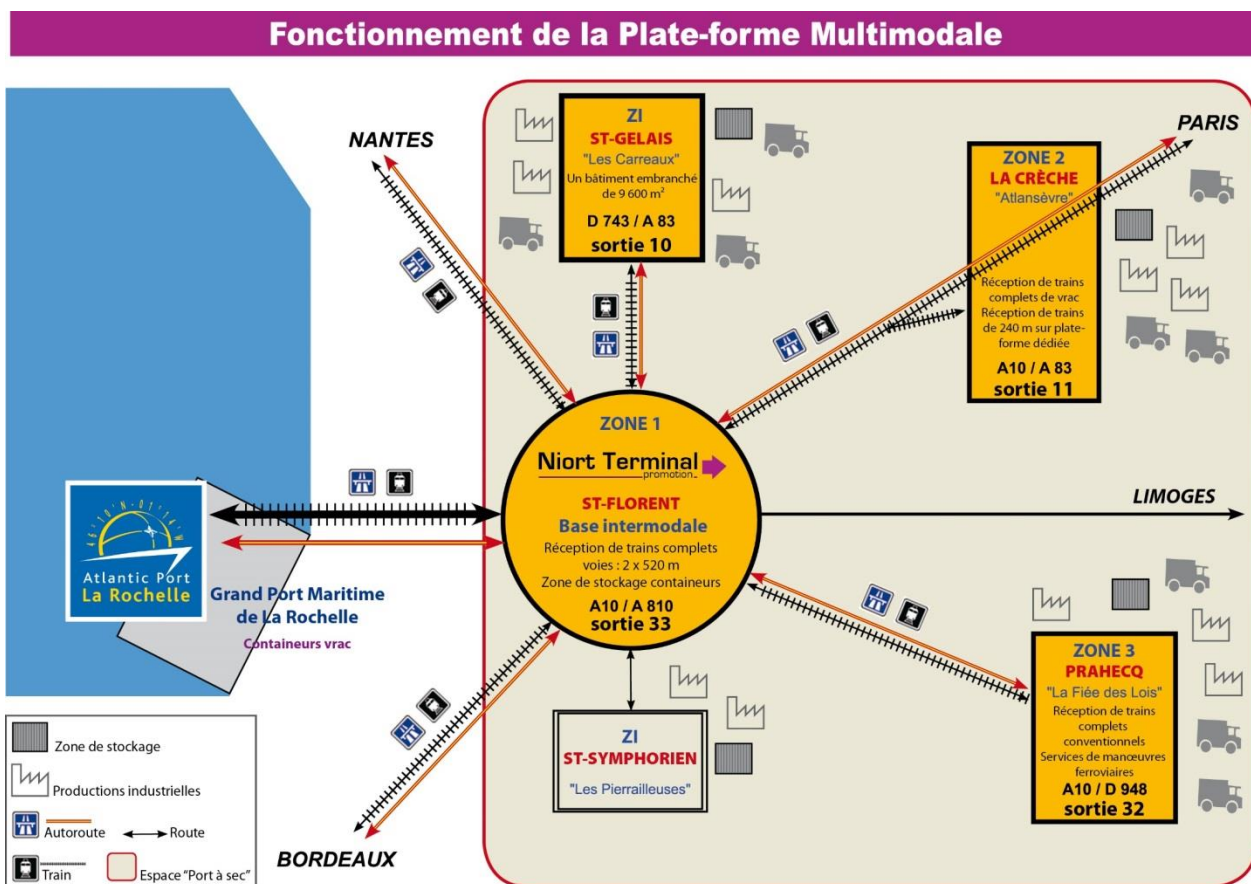 Fonctionnement de la Plate-forme Multimodale
NANTES
PARIS
ZI
ST-GELAIS
"Les Carreaux"
Un bâtiment embranché
de 9 600 m²
D 743 / A 83
sortie 10
ZONE 2
LA CRÈCHE
"Atlansèvre"
Réception de trains
complets de vrac
Réception de trains
de 240 m sur plate-
forme dédiée
A10 / A 83
sortie 11
ZONE 1
Niort Terminal
promotion
ST-FLORENT
Base intermodale
Réception de trains complets
voies : 2 x 520 m
Zone de stockage containeurs
A10 / A 810
sortie 33
LIMOGES
46°10'N-01°14'W
Atlantic Port
La Rochelle
Grand Port Maritime
de La Rochelle
Containeurs vrac
ZONE 3
PRAHECQ
"La Fiée des Lois"
Réception de trains
complets
conventionnels
Services de manœuvres
ferroviaires
A10 / D 948
sortie 32
ZI
ST-SYMPHORIEN
"Les Pierrailleuses"
BORDEAUX
Zone de stockage
Productions industrielles
Autoroute
Route
Train
Espace "Port à sec"